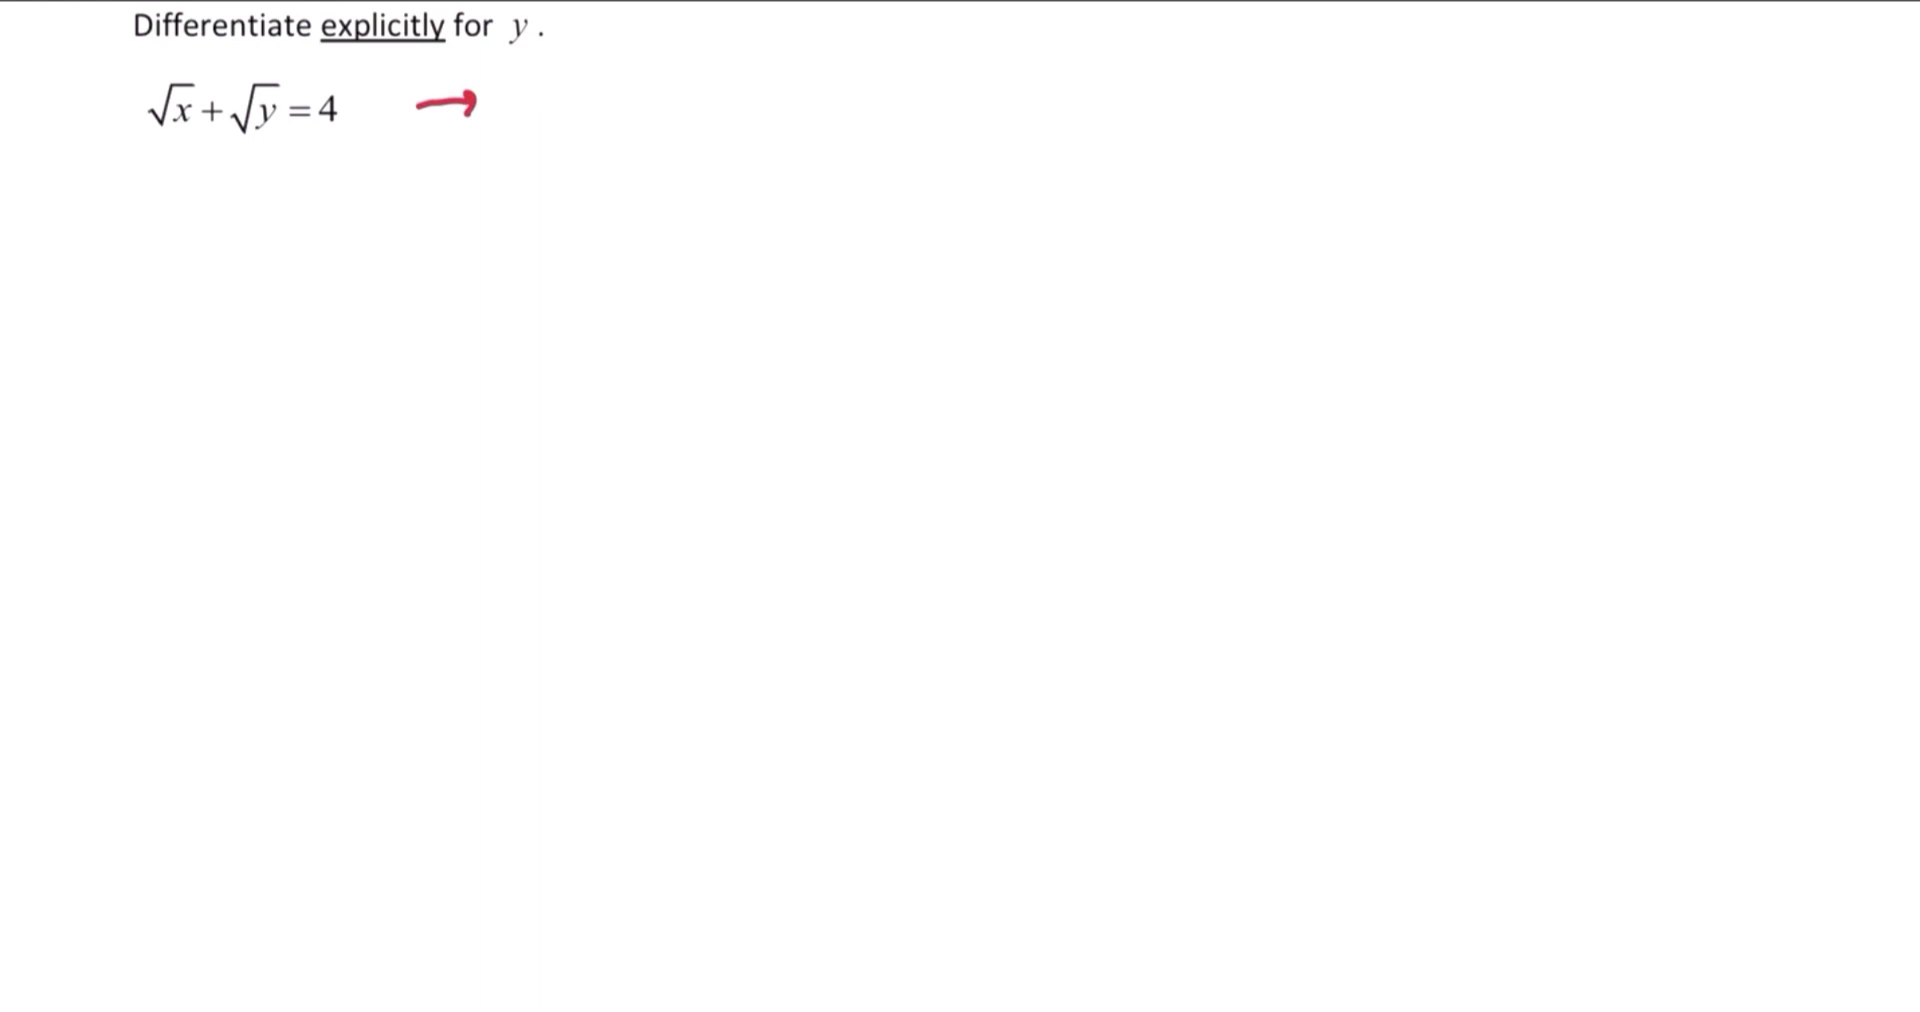 Differentiate explicitly for y .
√x + √y = 4 →